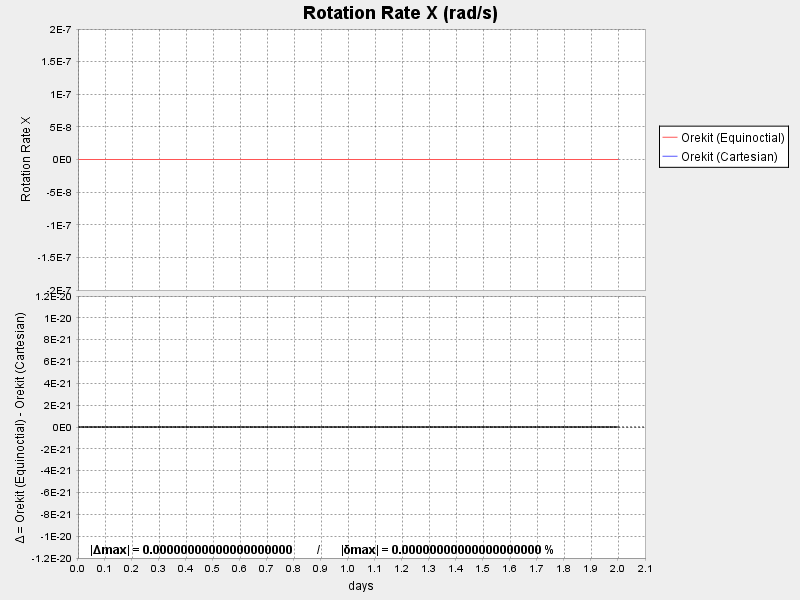 Rotation Rate X (rad/s)
Rotation Rate X
2E-7
1.5E-7
1E-7
5E-8
0E0
-5E-8
-1E-7
-1.5E-7
-2E-7
Orekit (Equinoctial)
Orekit (Cartesian)
Δ = Orekit (Equinoctial) - Orekit (Cartesian)
1.2E-20
1E-20
8E-21
6E-21
4E-21
2E-21
0E0
-2E-21
-4E-21
-6E-21
-8E-21
-1E-20
-1.2E-20
|Δmax| = 0.00000000000000000000 / |δmax| = 0.00000000000000000000 %
0.0 0.1 0.2 0.3 0.4 0.5 0.6 0.7 0.8 0.9 1.0 1.1 1.2 1.3 1.4 1.5 1.6 1.7 1.8 1.9 2.0 2.1
days